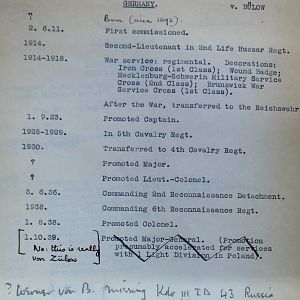 GERMANY.
v. BÜLOW
? Born (circa 1892).
2. 6.11. First commissioned.
1914. Second-Lieutenant in 2nd Life Hussar Regt.
1914-1918. War service: regimental. Decorations:
Iron Cross (1st Class); Wound Badge;
Mecklenburg-Schwerin Military Service
Cross (2nd Class); Brunswick War
Service Cross (1st Class).
After the War, transferred to the Reichswehr
1. 9.23. Promoted Captain.
1925-1929. In 5th Cavalry Regt.
1930. Transferred to 4th Cavalry Regt.
? Promoted Major.
? Promoted Lieut.-Colonel.
2. 3.36. Commanding 2nd Reconnaissance Detachment.
1938. Commanding 6th Reconnaissance Regt.
1. 8.38. Promoted Colonel.
1.10.39. Promoted Major-General. (Promotion
presumably accelerated for services
with 1 Light Division in Poland)
No: this is really
von Zülow
? Werner von B. missing Kdr III ID 43 Russia